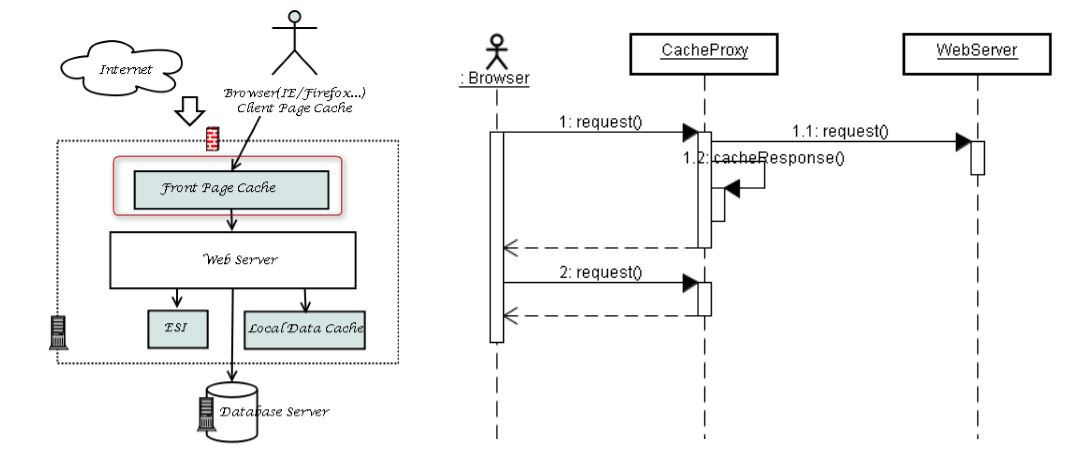 Internet
Browser(IE/Firefox...)
Client Page Cache
Front Page Cache
Web Server
ESI
Local Data Cache
Database Server
: Browser
CacheProxy
WebServer
1: request()
1.1: request()
1.2: cacheResponse()
2: request()